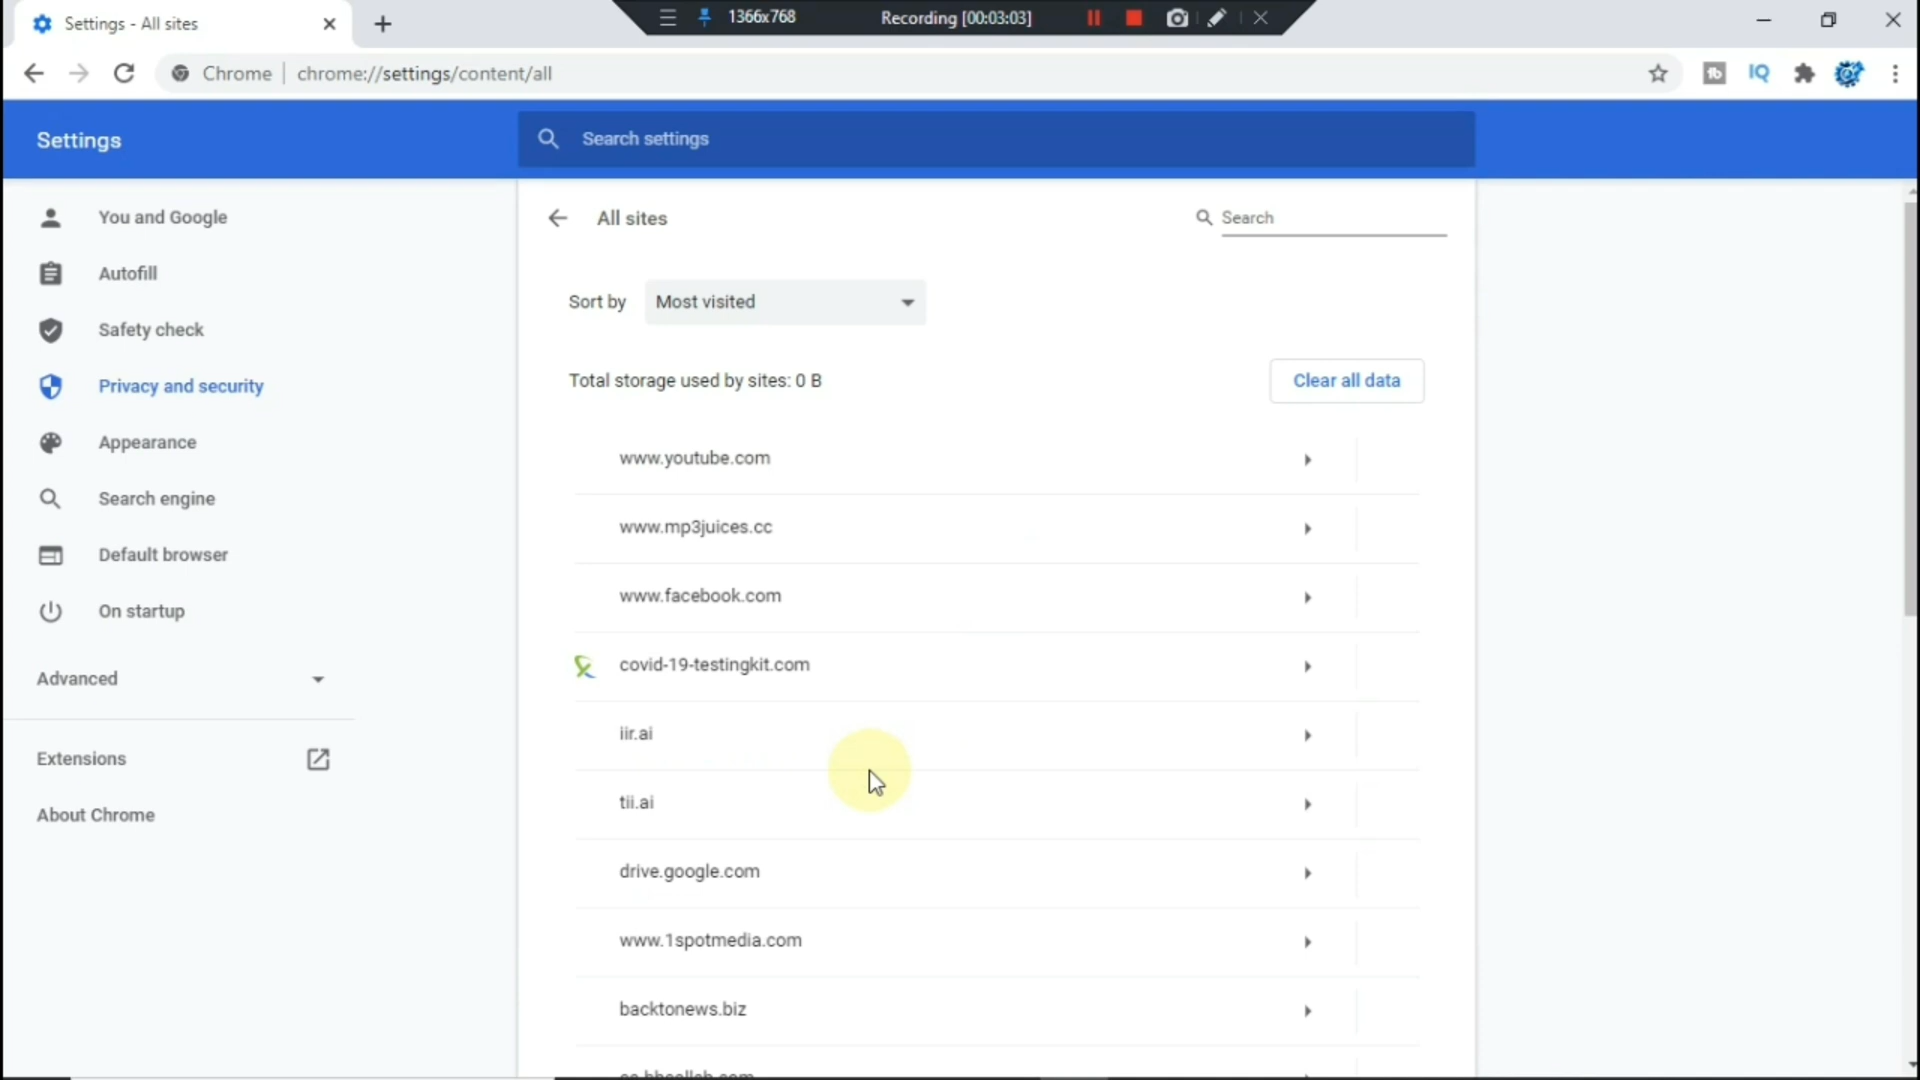 Settings - All sites
1366x768
Recording [00:03:03]
Chrome
chrome://settings/content/all
tb
IQ
Settings
Search settings
You and Google
Autofill
Safety check
Privacy and security
Appearance
Search engine
Default browser
On startup
Advanced
Extensions
About Chrome
All sites
Search
Sort by
Most visited
Total storage used by sites: 0 B
Clear all data
www.youtube.com
www.mp3juices.cc
www.facebook.com
covid-19-testingkit.com
iir.ai
tii.ai
drive.google.com
www.1spotmedia.com
backtonews.biz